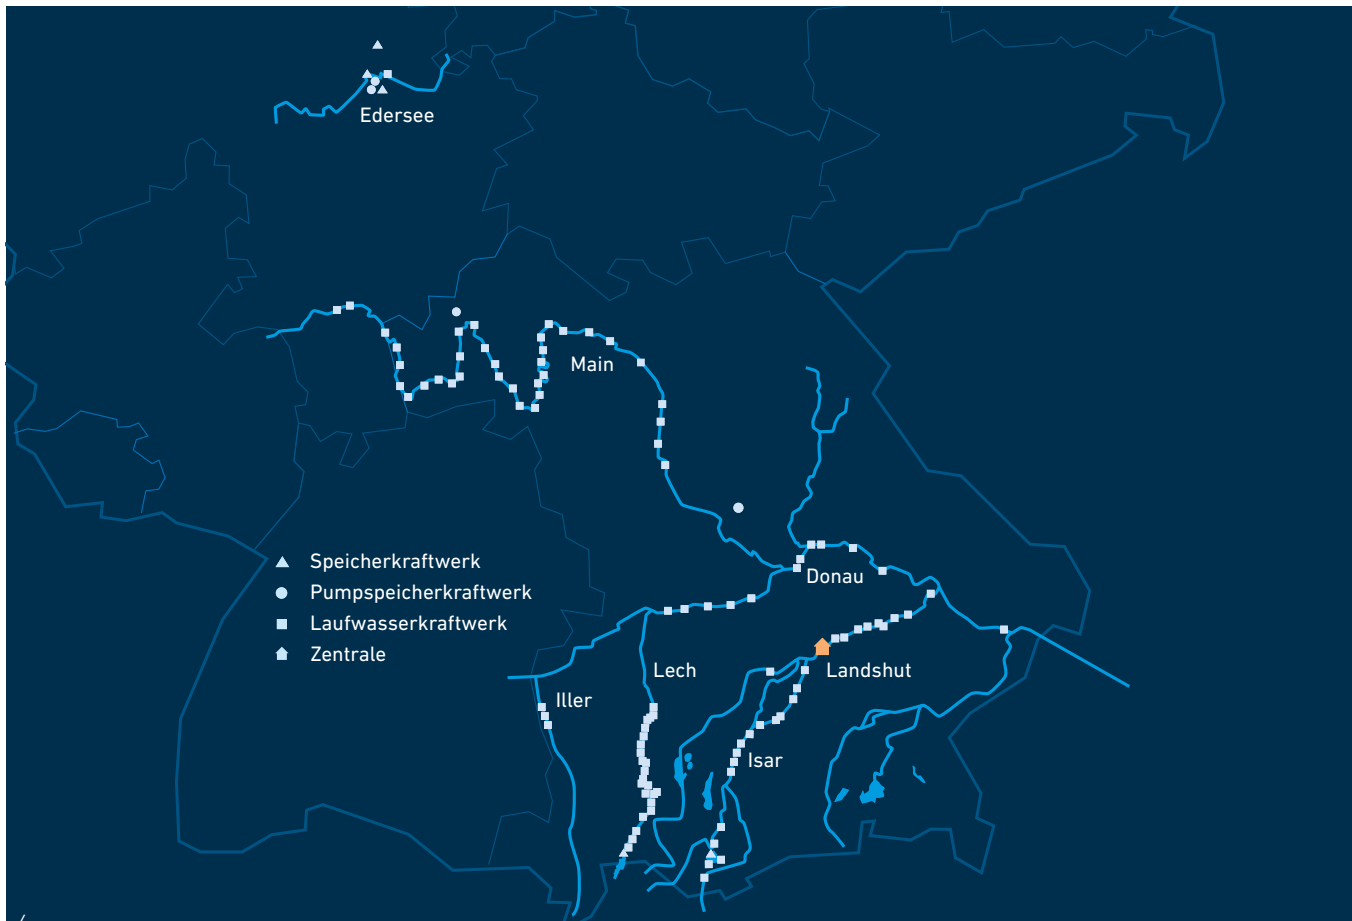 Edersee
Main
Speicherkraftwerk
Pumpspeicherkraftwerk
Laufwasserkraftwerk
Zentrale
Donau
Lech
Landshut
Iller
Isar